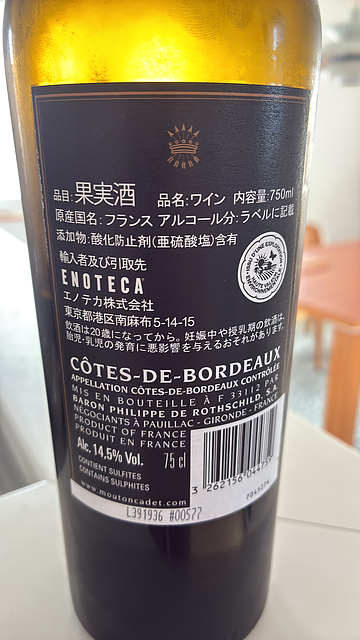 品目:果実酒 品名:ワイン 内容量:750ml
原産国名:フランス アルコール分:ラベルに記載
添加物:酸化防止剤(亜硫酸塩)含有
輸入者及び引取先
ENOTECA
エノテカ株式会社
東京都港区南麻布5-14-15
飲酒は20歳になってから。妊娠中や授乳期の飲酒は、
胎児・乳児の発育に悪影響を与えるおそれがあります。
CÔTES-DE-BORDEAUX
APPELLATION CÔTES-DE-BORDEAUX CONTRÔLÉE
MIS EN BOUTEILLE À F 33112 PAR
BARON PHILIPPE DE ROTHSCHILD, S.A.
NÉGOCIANTS À PAUILLAC - GIRONDE - FRANCE
PRODUCT OF FRANCE
PRODUIT EN FRANCE
Alc. 14,5% Vol. 75 cl
CONTIENT SULFITES
CONTAINS SULPHITES
www.moutoncadet.com
L391936 #00577